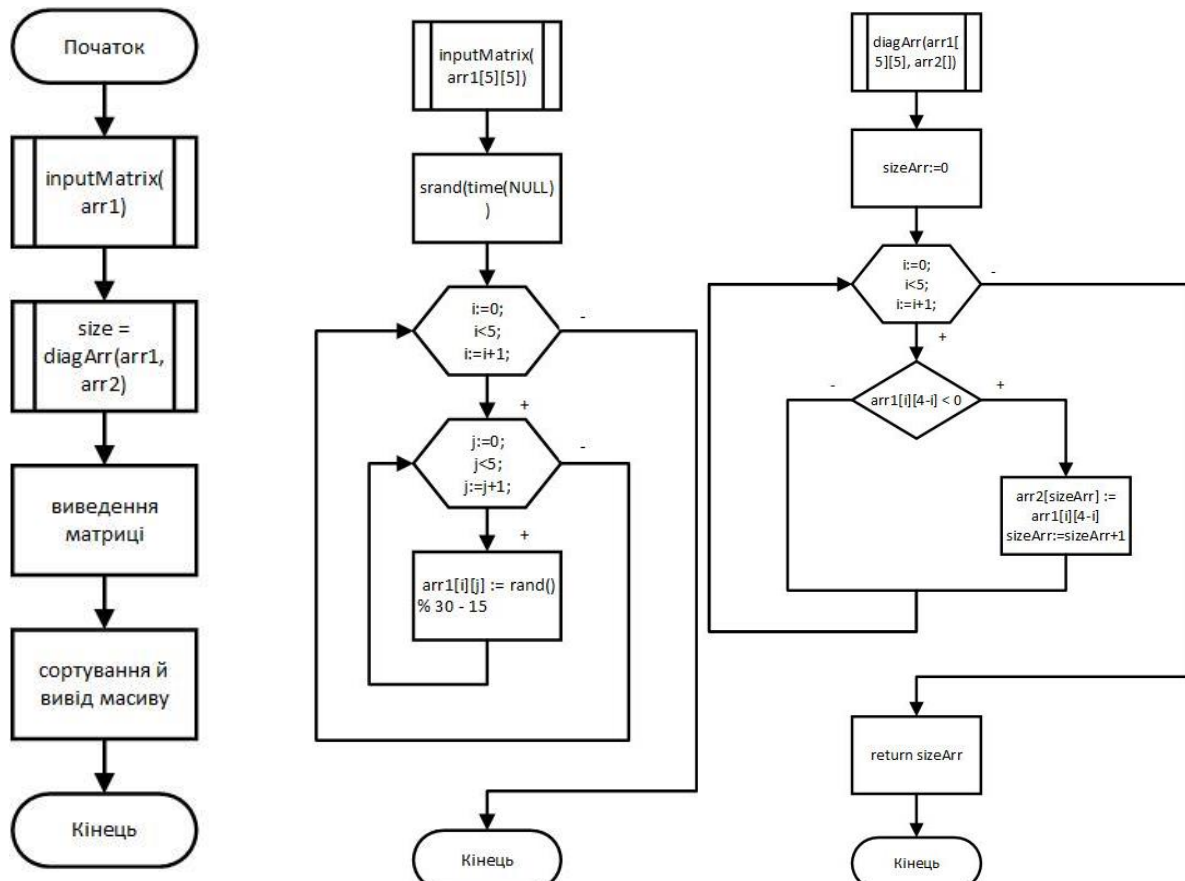 Початок
inputMatrix(
arr1)
size =
diagArr(arr1,
arr2)
виведення
матриці
сортування й
вивід масиву
Кінець
inputMatrix(
arr1[5][5])
srand(time(NULL)
)
i:=0;
i<5;
i:=i+1;
-
+
j:=0;
j<5;
j:=j+1;
-
+
arr1[i][j] := rand()
% 30 - 15
Кінець
diagArr(arr1[
5][5], arr2[])
sizeArr:=0
i:=0;
i<5;
i:=i+1;
-
+
-
arr1[i][4-i] < 0
+
arr2[sizeArr] :=
arr1[i][4-i]
sizeArr:=sizeArr+1
return sizeArr
Кінець